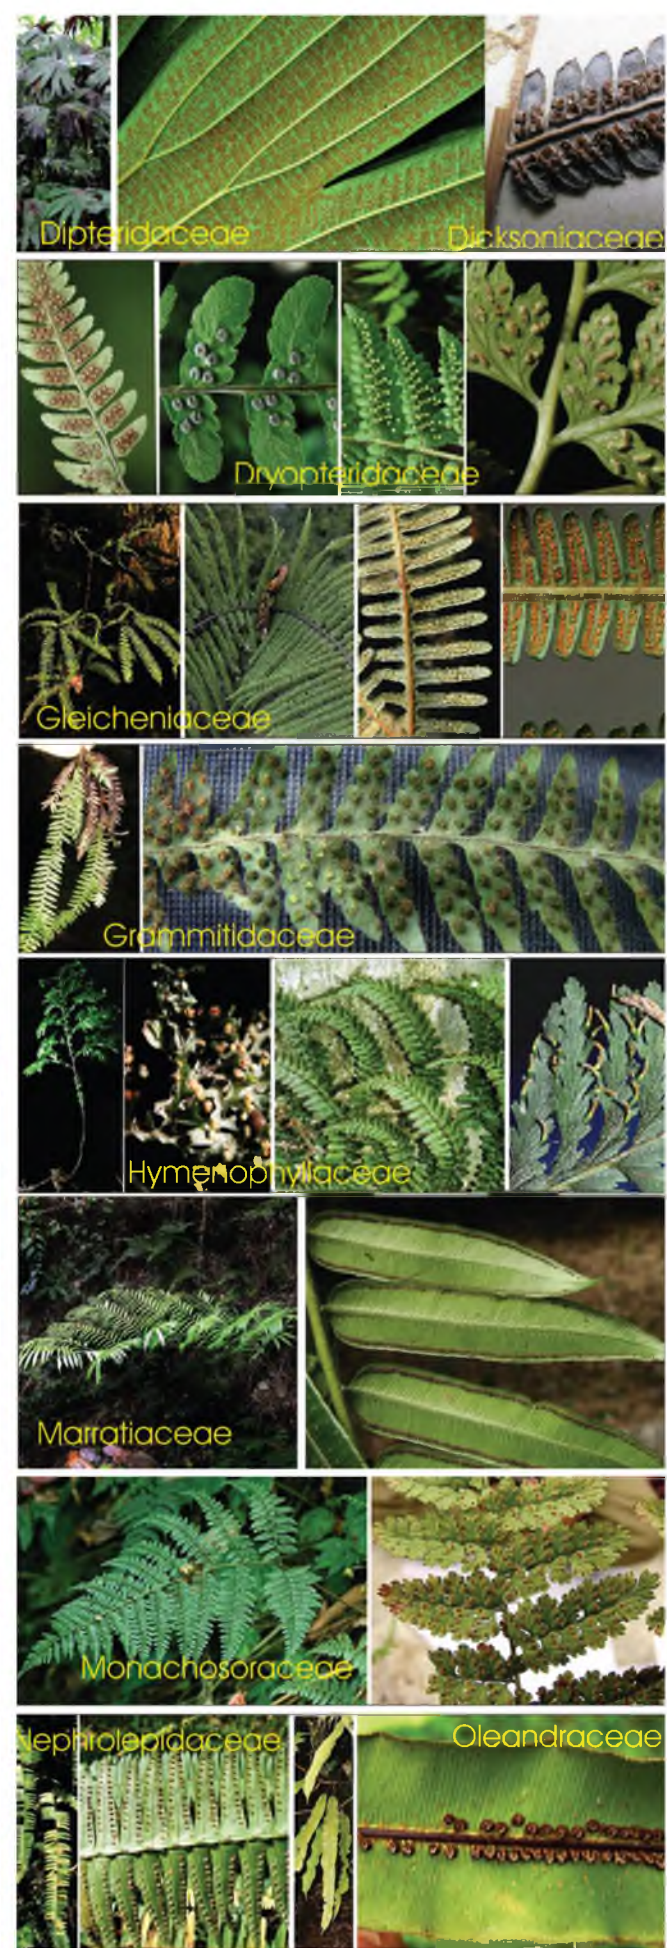 Dipteridaceae
Dicksoniaceae
Dryopteridaceae
Gleicheniaceae
Grammitidaceae
Hymenophyllaceae
Marratiaceae
Monachosoraceae
Nephrolepidaceae
Oleandraceae